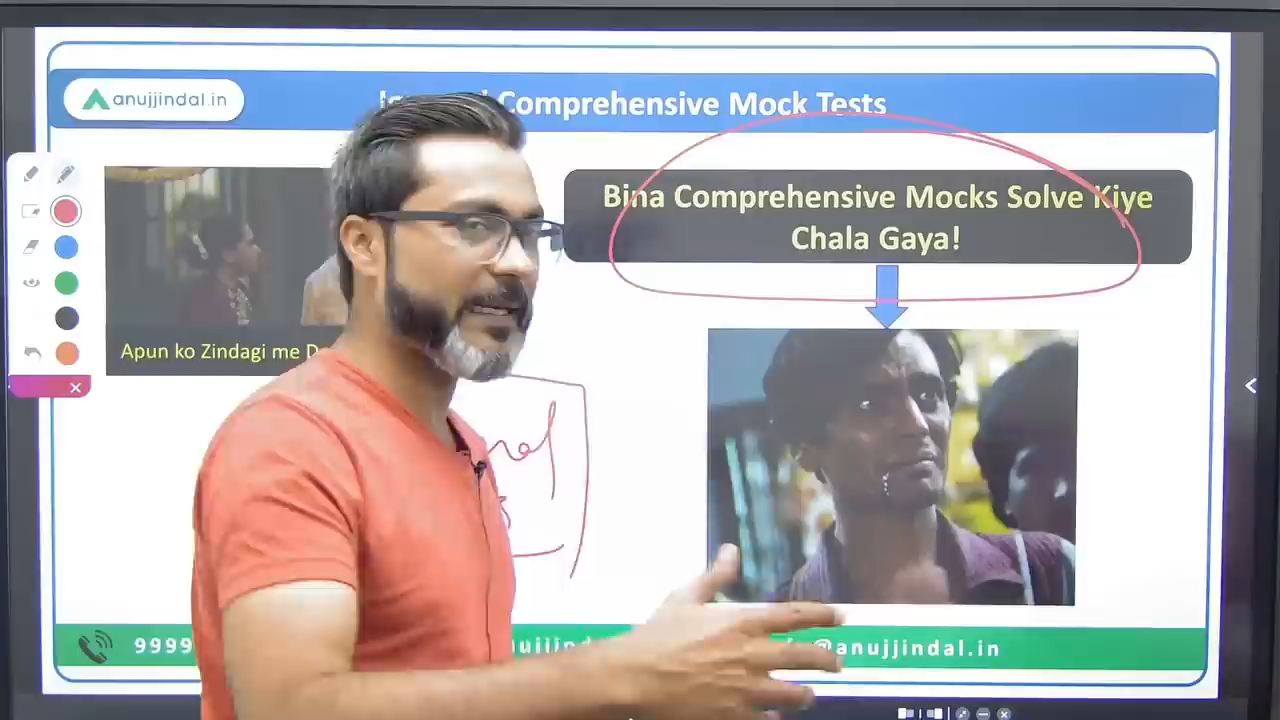 anujjindal.in
Comprehensive Mock Tests
Bina Comprehensive Mocks Solve Kiye
Chala Gaya!
Apun ko Zindagi me
9999
@anujjindal.in